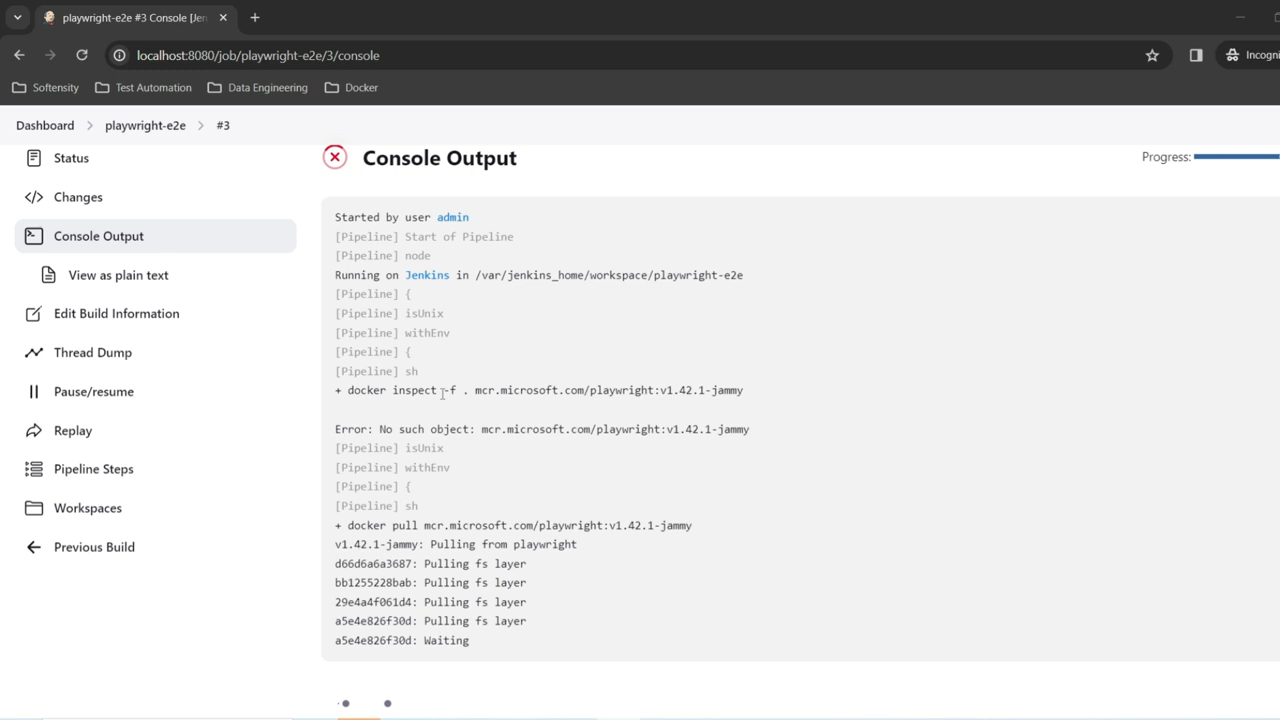 playwright-e2e #3 Console [Jen
localhost:8080/job/playwright-e2e/3/console
Incogni
Softensity
Test Automation
Data Engineering
Docker
Dashboard
playwright-e2e
#3
Status
Changes
Console Output
View as plain text
Edit Build Information
Thread Dump
Pause/resume
Replay
Pipeline Steps
Workspaces
Previous Build
Console Output
Progress:
Started by user admin
[Pipeline] Start of Pipeline
[Pipeline] node
Running on Jenkins in /var/jenkins_home/workspace/playwright-e2e
[Pipeline] {
[Pipeline] isUnix
[Pipeline] withEnv
[Pipeline] {
[Pipeline] sh
+ docker inspect -f . mcr.microsoft.com/playwright:v1.42.1-jammy
Error: No such object: mcr.microsoft.com/playwright:v1.42.1-jammy
[Pipeline] isUnix
[Pipeline] withEnv
[Pipeline] {
[Pipeline] sh
+ docker pull mcr.microsoft.com/playwright:v1.42.1-jammy
v1.42.1-jammy: Pulling from playwright
d66d6a6a3687: Pulling fs layer
bb1255228bab: Pulling fs layer
29e4a4f061d4: Pulling fs layer
a5e4e826f30d: Pulling fs layer
a5e4e826f30d: Waiting